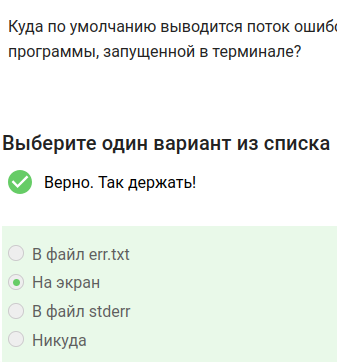 Куда по умолчанию выводится поток
программы, запущенной в терминале?
Выберите один вариант из списка
Верно. Так держать!
В файл err.txt
На экран
В файл stderr
Никуда